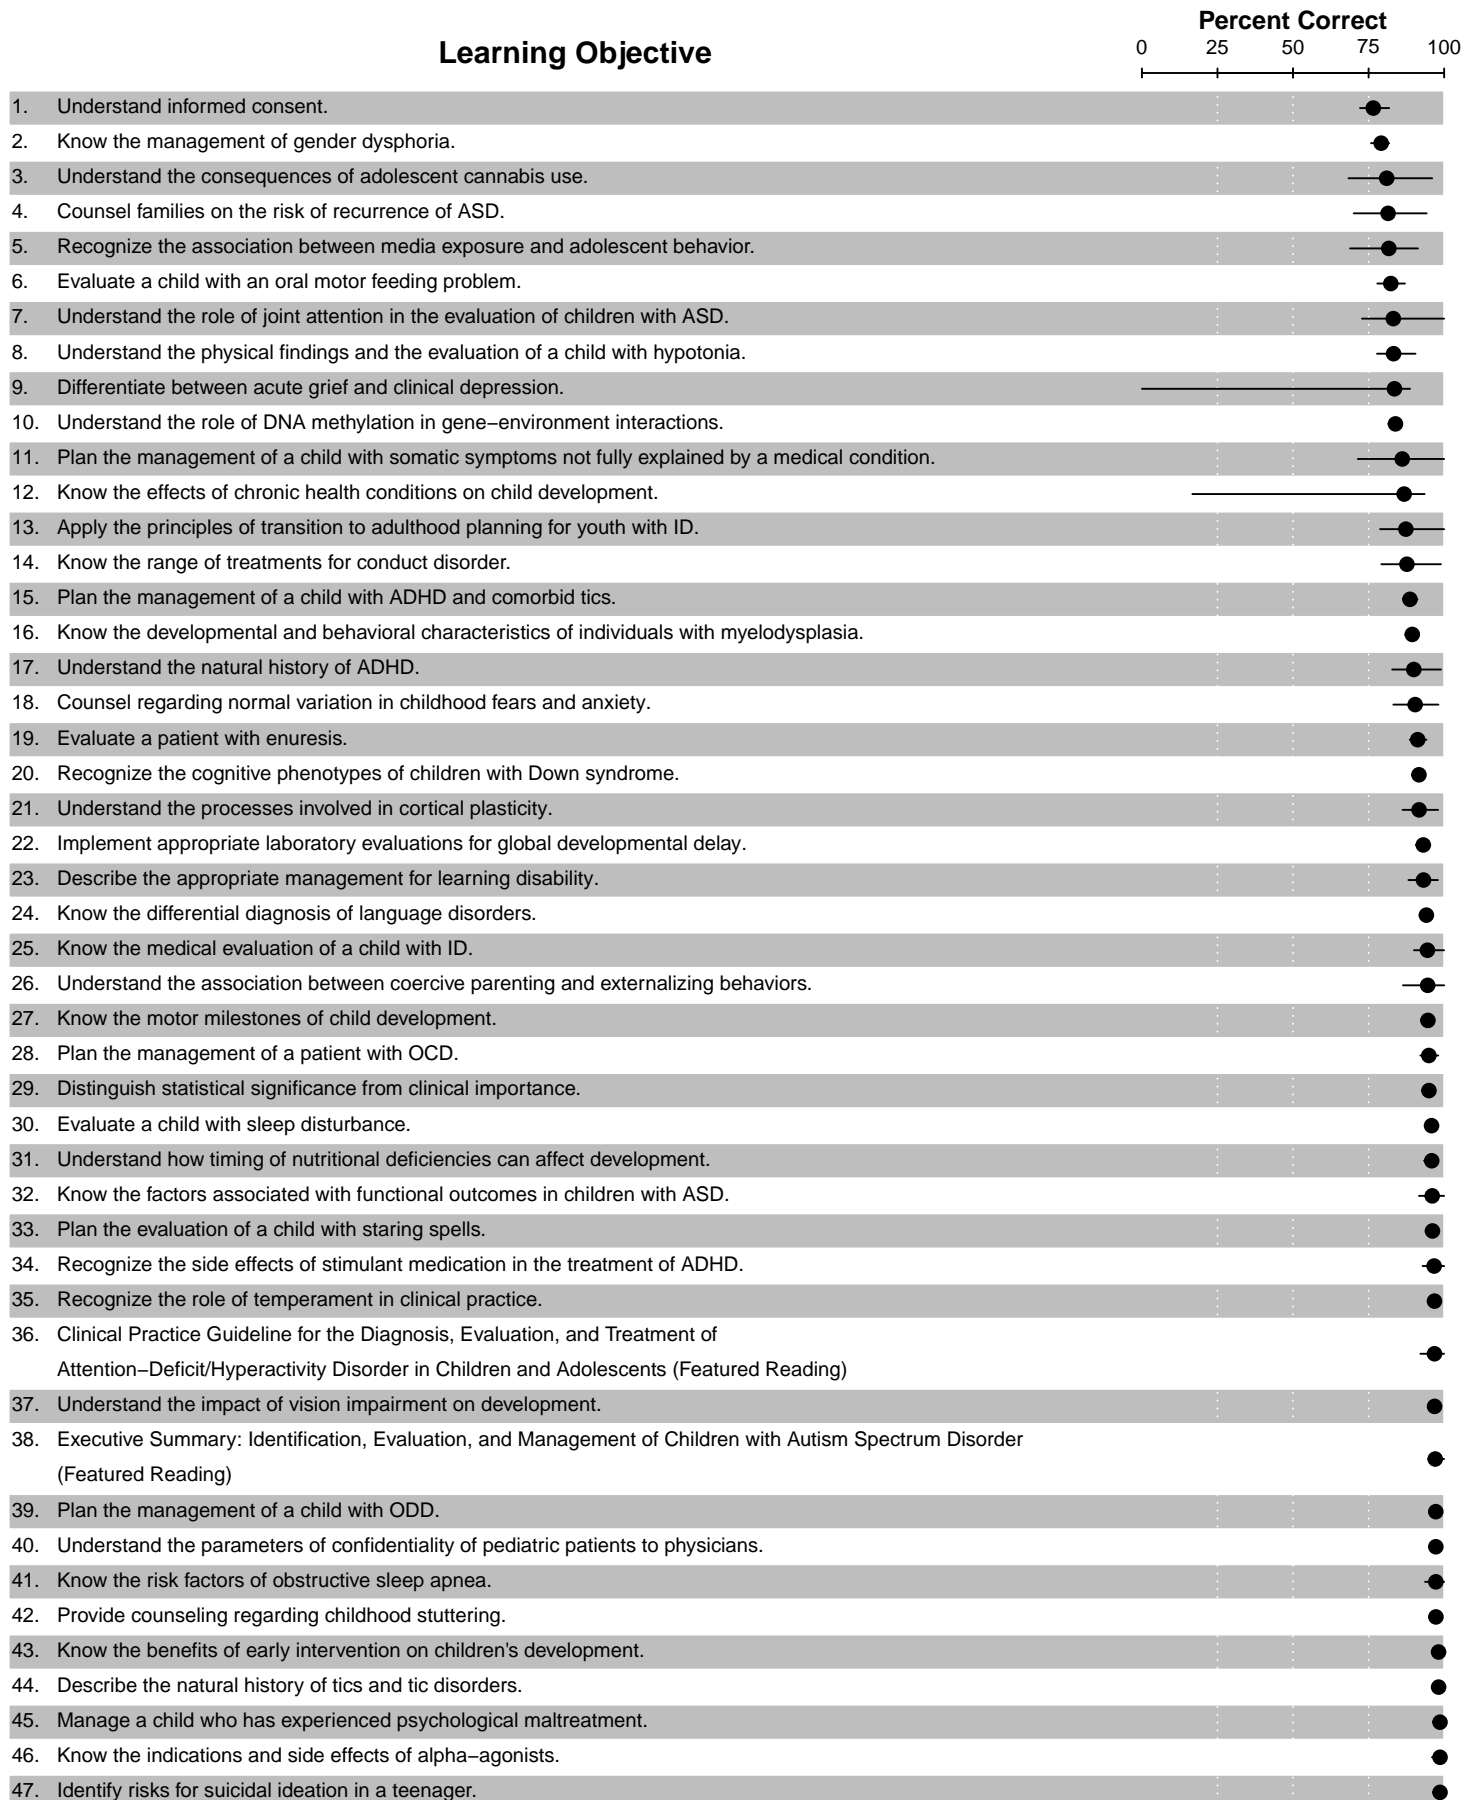 Percent Correct
Learning Objective
0 25 50 75 100
1. Understand informed consent.
2. Know the management of gender dysphoria.
3. Understand the consequences of adolescent cannabis use.
4. Counsel families on the risk of recurrence of ASD.
5. Recognize the association between media exposure and adolescent behavior.
6. Evaluate a child with an oral motor feeding problem.
7. Understand the role of joint attention in the evaluation of children with ASD.
8. Understand the physical findings and the evaluation of a child with hypotonia.
9. Differentiate between acute grief and clinical depression.
10. Understand the role of DNA methylation in gene−environment interactions.
11. Plan the management of a child with somatic symptoms not fully explained by a medical condition.
12. Know the effects of chronic health conditions on child development.
13. Apply the principles of transition to adulthood planning for youth with ID.
14. Know the range of treatments for conduct disorder.
15. Plan the management of a child with ADHD and comorbid tics.
16. Know the developmental and behavioral characteristics of individuals with myelodysplasia.
17. Understand the natural history of ADHD.
18. Counsel regarding normal variation in childhood fears and anxiety.
19. Evaluate a patient with enuresis.
20. Recognize the cognitive phenotypes of children with Down syndrome.
21. Understand the processes involved in cortical plasticity.
22. Implement appropriate laboratory evaluations for global developmental delay.
23. Describe the appropriate management for learning disability.
24. Know the differential diagnosis of language disorders.
25. Know the medical evaluation of a child with ID.
26. Understand the association between coercive parenting and externalizing behaviors.
27. Know the motor milestones of child development.
28. Plan the management of a patient with OCD.
29. Distinguish statistical significance from clinical importance.
30. Evaluate a child with sleep disturbance.
31. Understand how timing of nutritional deficiencies can affect development.
32. Know the factors associated with functional outcomes in children with ASD.
33. Plan the evaluation of a child with staring spells.
34. Recognize the side effects of stimulant medication in the treatment of ADHD.
35. Recognize the role of temperament in clinical practice.
36. Clinical Practice Guideline for the Diagnosis, Evaluation, and Treatment of
Attention−Deficit/Hyperactivity Disorder in Children and Adolescents (Featured Reading)
37. Understand the impact of vision impairment on development.
38. Executive Summary: Identification, Evaluation, and Management of Children with Autism Spectrum Disorder
(Featured Reading)
39. Plan the management of a child with ODD.
40. Understand the parameters of confidentiality of pediatric patients to physicians.
41. Know the risk factors of obstructive sleep apnea.
42. Provide counseling regarding childhood stuttering.
43. Know the benefits of early intervention on children's development.
44. Describe the natural history of tics and tic disorders.
45. Manage a child who has experienced psychological maltreatment.
46. Know the indications and side effects of alpha−agonists.
47. Identify risks for suicidal ideation in a teenager.